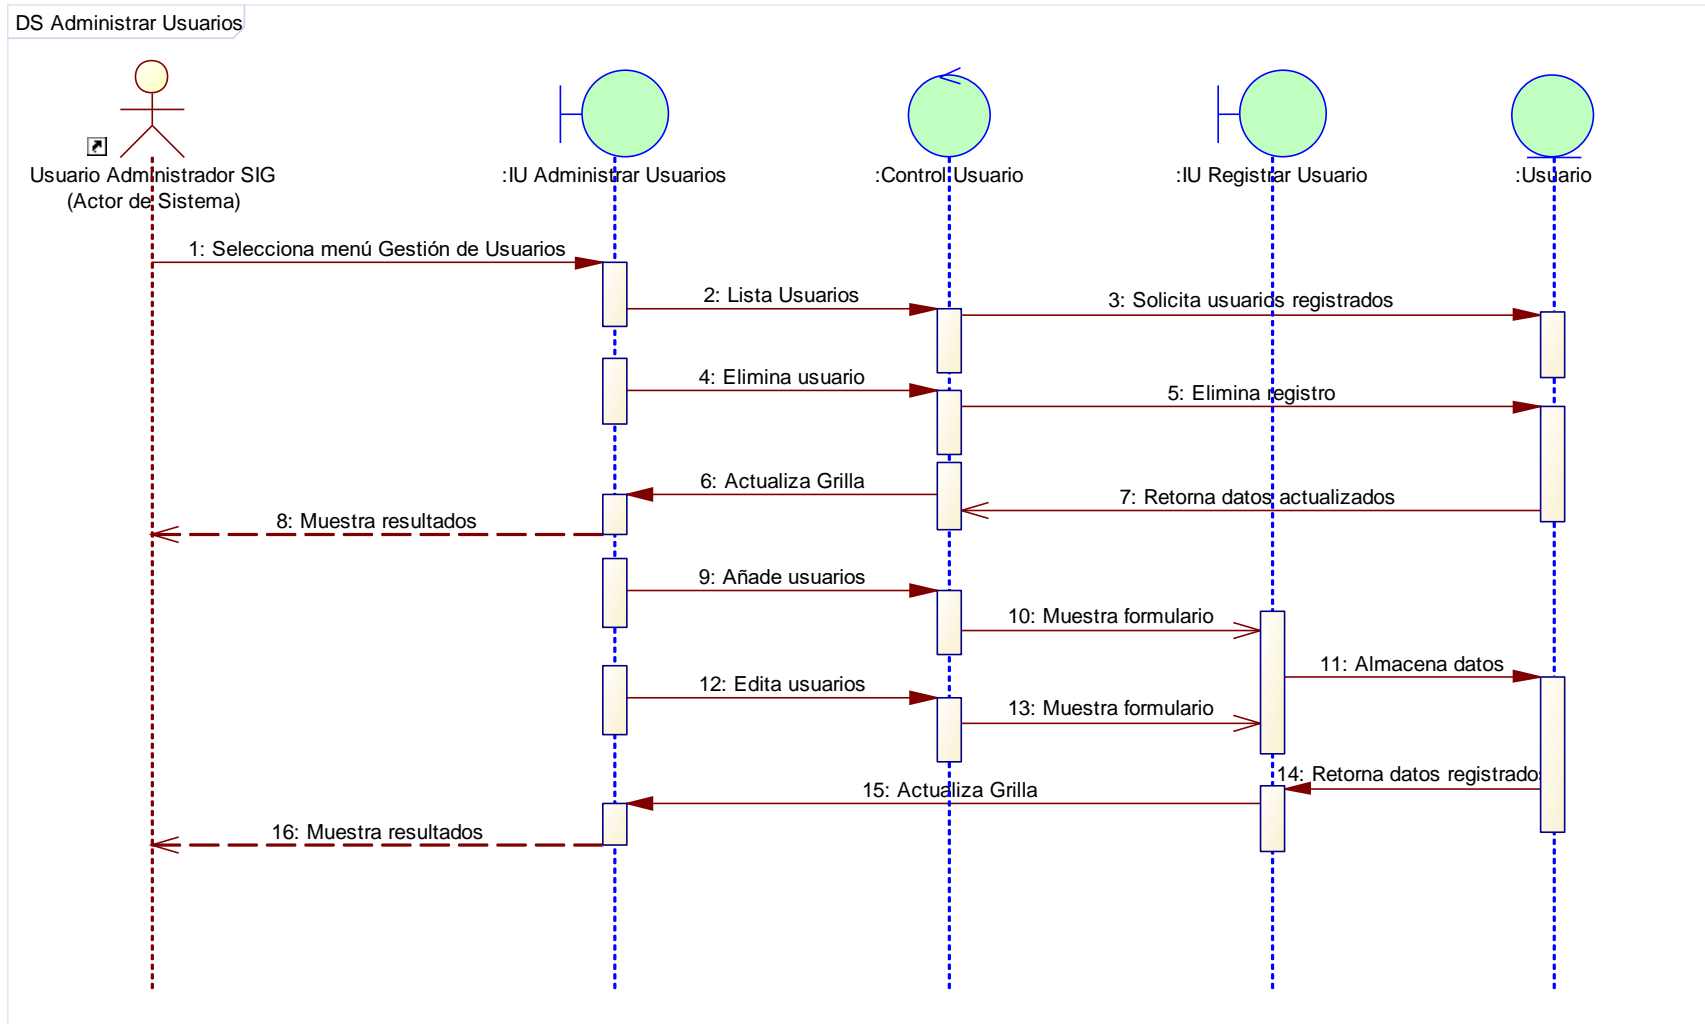 DS Administrar Usuarios
Usuario Administrador SIG
(Actor de Sistema)
:IU Administrar Usuarios
:Control Usuario
:IU Registrar Usuario
:Usuario
1: Selecciona menú Gestión de Usuarios
2: Lista Usuarios
3: Solicita usuarios registrados
4: Elimina usuario
5: Elimina registro
6: Actualiza Grilla
7: Retorna datos actualizados
8: Muestra resultados
9: Añade usuarios
10: Muestra formulario
11: Almacena datos
12: Edita usuarios
13: Muestra formulario
14: Retorna datos registrado
15: Actualiza Grilla
16: Muestra resultados